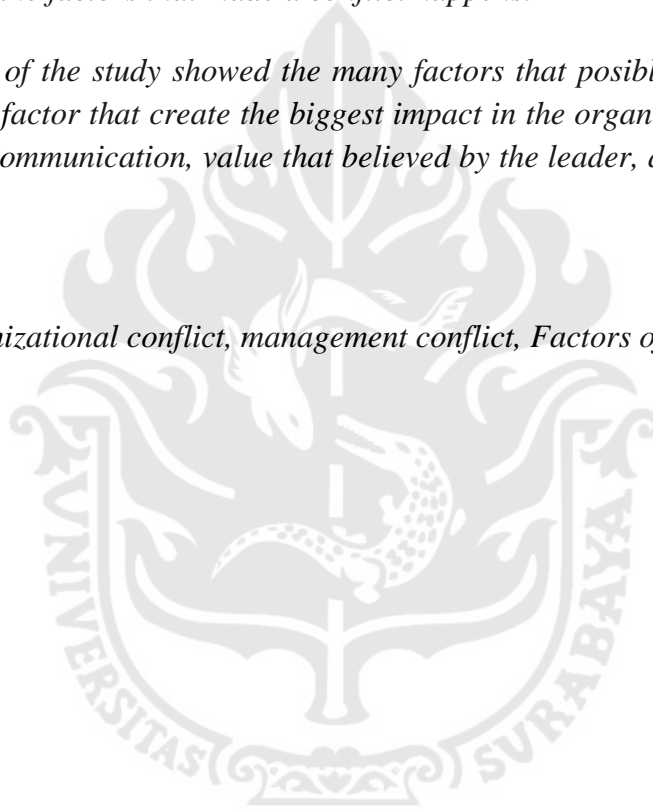 of the study showed the many factors that posibl
factor that create the biggest impact in the organ
ommunication, value that believed by the leader, a
nizational conflict, management conflict, Factors o
UNIVERSITAS SURABAYA